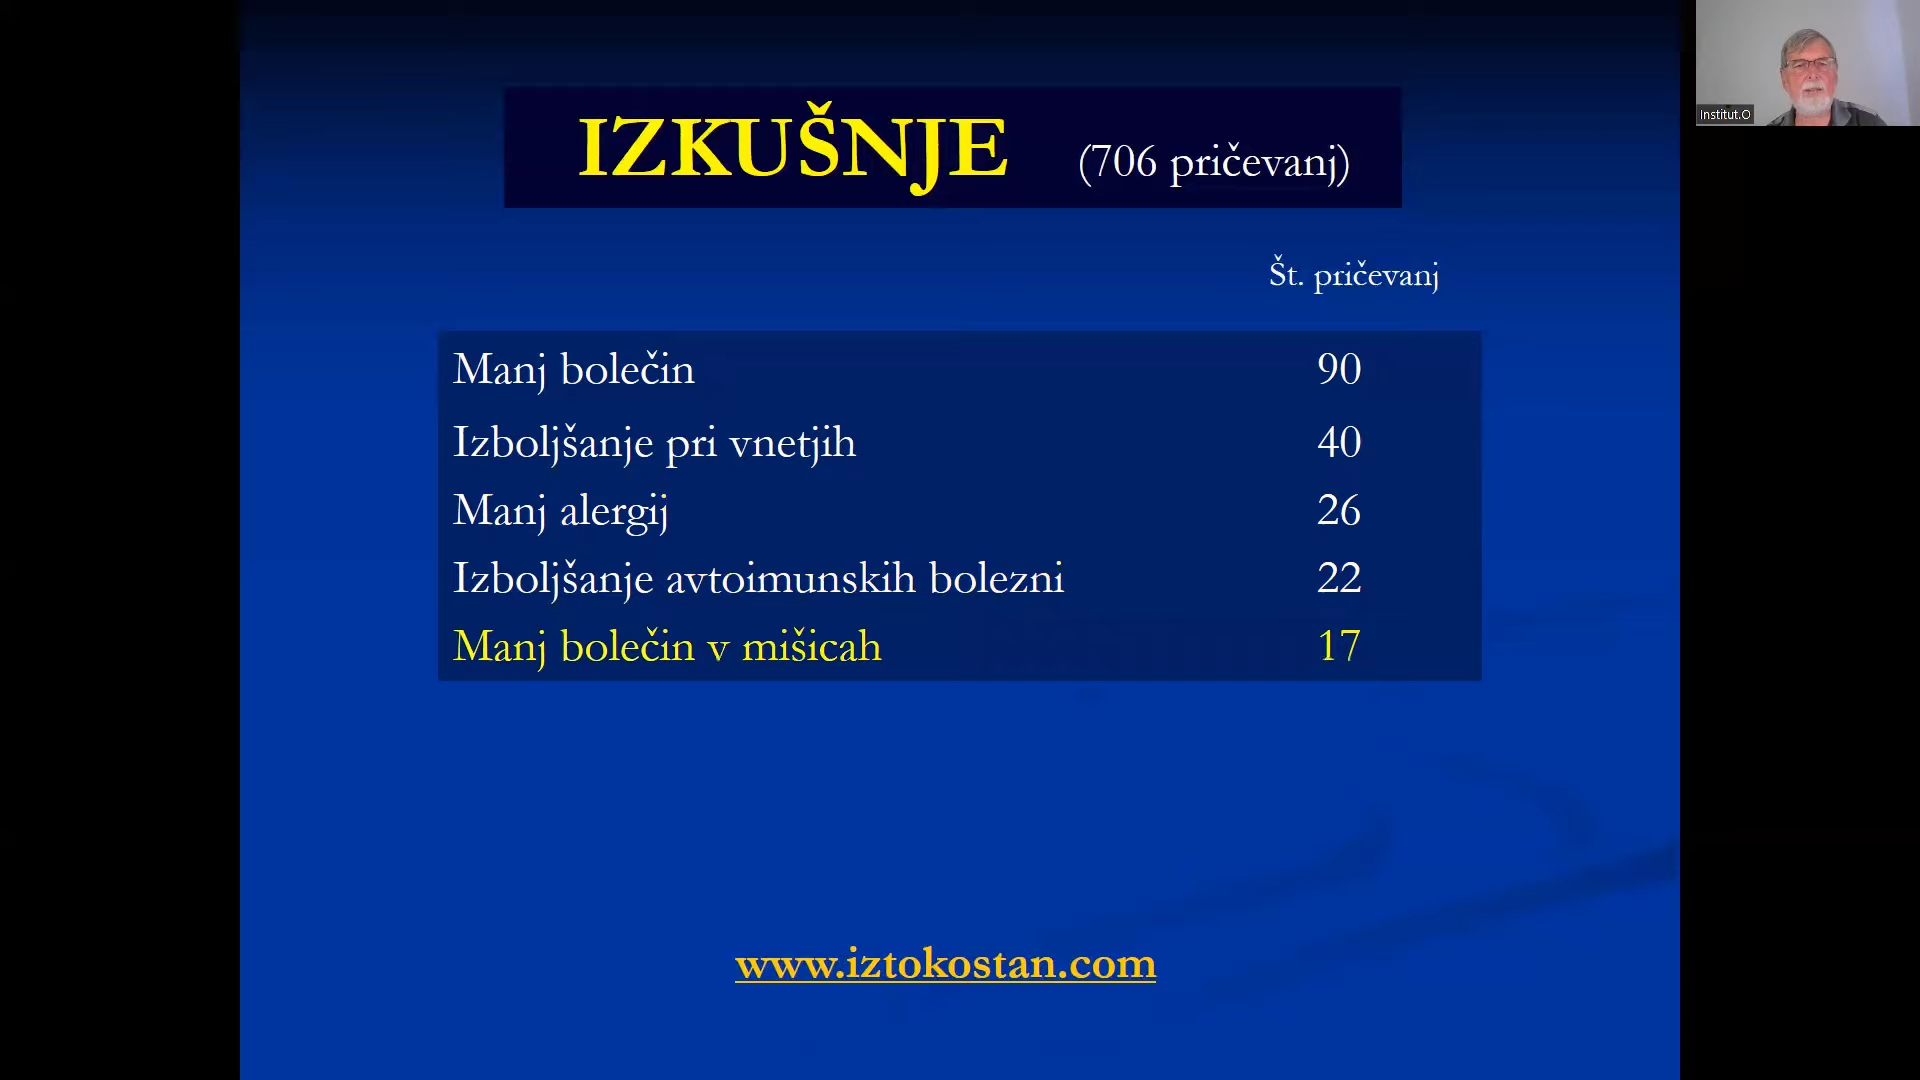 IZKUŠNJE (706 pričevanj)
Institut.O
Št. pričevanj
Manj bolečin 90
Izboljšanje pri vnetjih 40
Manj alergij 26
Izboljšanje avtoimunskih bolezni 22
Manj bolečin v mišicah 17
www.iztokostan.com